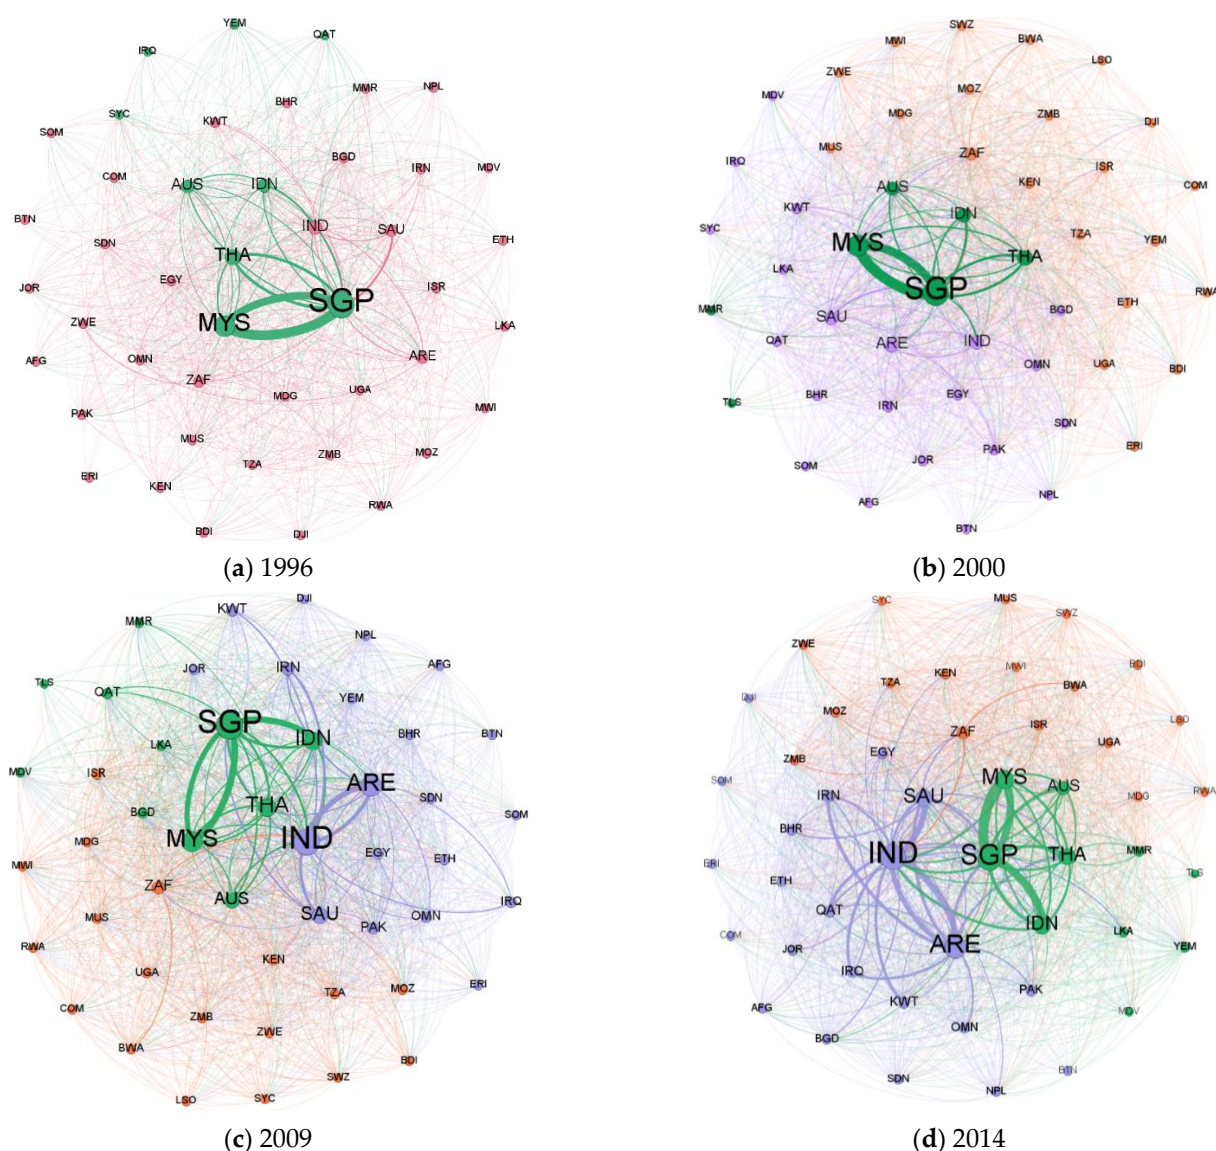 YEM
QAT
IRQ
MMR NPL
BHR
SYC KWT
SOM
BGD IRN MDV
COM AUS IDN
BTN IND SAU
SDN THA ETH
EGY
JOR SGP ISR
ZWE MYS LKA
AFG OMN ARE
ZAF
MDG UGA
PAK MWI
MUS
TZA ZMB MOZ
ERI KEN
RWA
BDI DJI
(a) 1996
SWZ
MWI BWA
LSO
ZWE
MDV MOZ
MDG ZMB DJI
MUS
IRQ ZAF ISR
AUS KEN COM
KWT IDN
SYC MYS TZA YEM
THA
LKA
SGP RWA
MMR SAU BGD ETH
QAT ARE IND
OMN UGA BDI
TLS BHR EGY
IRN
SDN
PAK ERI
SOM JOR
AFG NPL
BTN
(b) 2000
DJI
KWT
MMR NPL
JOR IRN AFG
TLS
QAT YEM
SGP
LKA IDN BHR BTN
MDV ISR
ARE
BGD THA SDN SOM
MDG MYS IND
EGY ETH
MWI
ZAF AUS IRQ
MUS SAU OMN
PAK
RWA
UGA KEN
TZA MOZ ERI
COM ZMB
ZWE
BWA
BDI
SWZ
LSO SYC
(c) 2009
SYC MUS
SWZ
ZWE
KEN MWI BDI
TZA BWA
DJI MOZ
ZAF ISR LSO
EGY UGA
ZMB
SOM MYS
IRN SAU AUS RWA
MDG
BHR
IND SGP THA MMR
ERI
ETH TLS
QAT
IDN
COM LKA
JOR ARE YEM
IRQ
PAK
AFG KWT MDV
OMN
BGD
BTN
SDN
NPL
(d) 2014